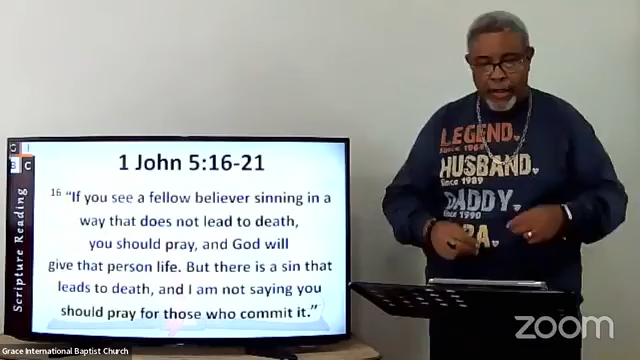 G I
B C
Scripture Reading
1 John 5:16-21
16 “If you see a fellow believer sinning in a
way that does not lead to death,
you should pray, and God will
give that person life. But there is a sin that
leads to death, and I am not saying you
should pray for those who commit it.”
LEGEND.
HUSBAND.
Since 1989
DADDY
Since 1990
Grace International Baptist Church
zoom